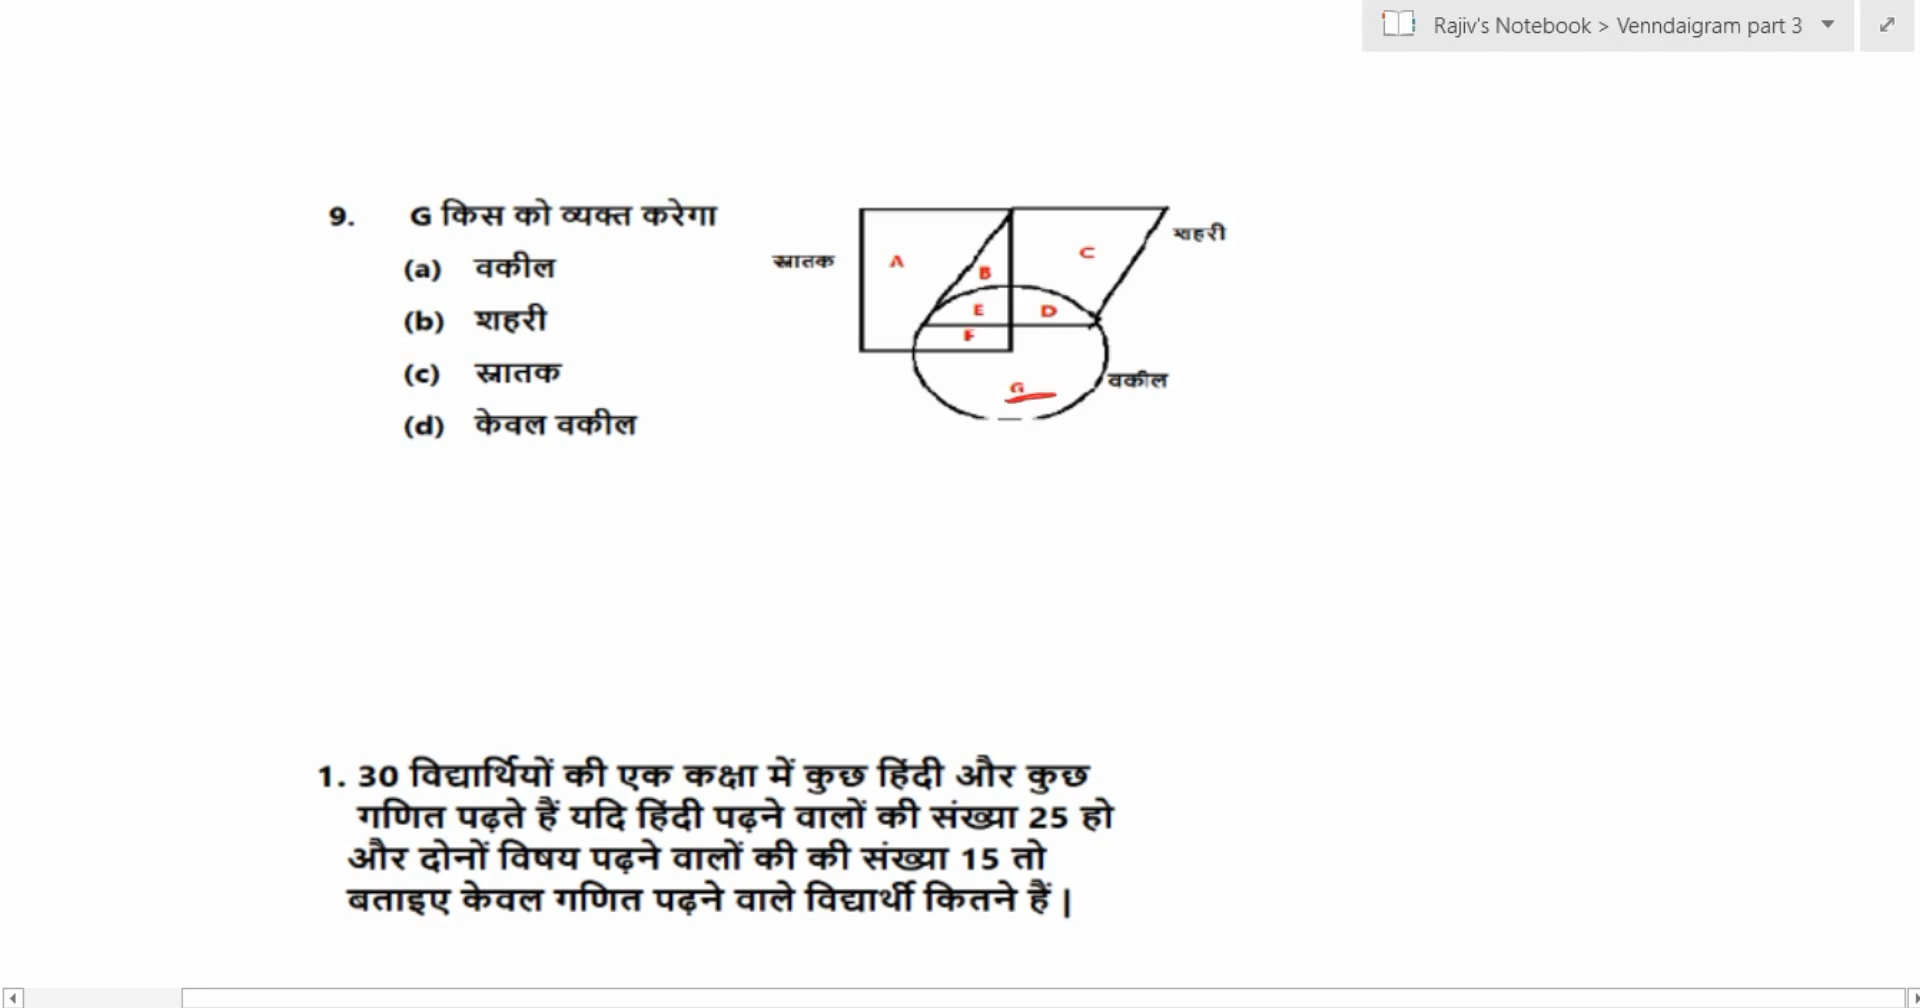 Rajiv's Notebook > Venndaigram part 3
9. G किस को व्यक्त करेगा
(a) वकील
(b) शहरी
(c) स्नातक
(d) केवल वकील
स्नातक
शहरी
वकील
A
B
C
E
D
F
G
1. 30 विद्यार्थियों की एक कक्षा में कुछ हिंदी और कुछ
गणित पढ़ते हैं यदि हिंदी पढ़ने वालों की संख्या 25 हो
और दोनों विषय पढ़ने वालों की की संख्या 15 तो
बताइए केवल गणित पढ़ने वाले विद्यार्थी कितने हैं |